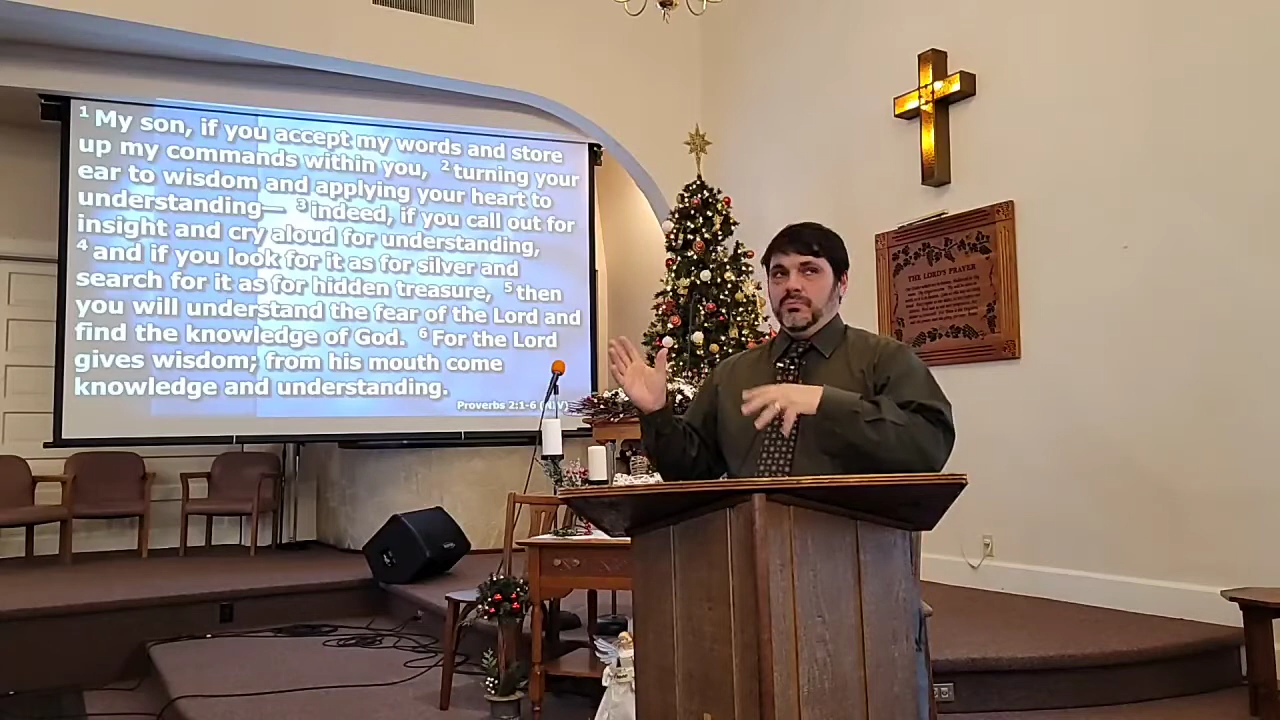 ¹ My son, if you accept my words and store
up my commands within you, ² turning your
ear to wisdom and applying your heart to
understanding— ³ indeed, if you call out for
insight and cry aloud for understanding,
⁴ and if you look for it as for silver and
search for it as for hidden treasure, ⁵ then
you will understand the fear of the Lord and
find the knowledge of God. ⁶ For the Lord
gives wisdom; from his mouth come
knowledge and understanding.
Proverbs 2:1-6 (NIV)
THE LORD'S PRAYER